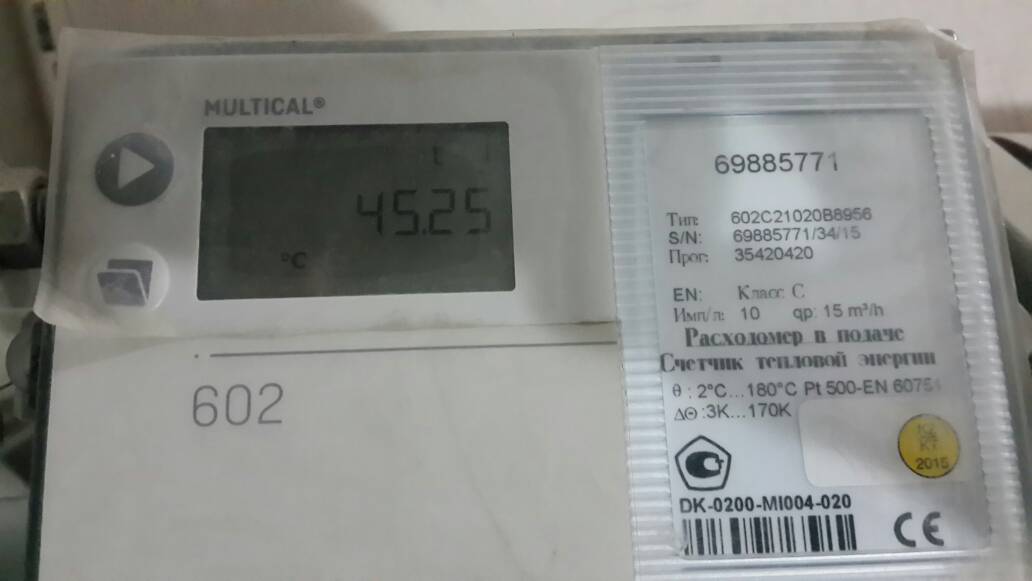 MULTICAL®
t 1
45.25
°C
602
69885771
Тип: 602C21020B8956
S/N: 69885771/34/15
Прог: 35420420
EN: Класс C
Имп/л: 10 qp: 15 m³/h
Расходомер в подаче
Счетчик тепловой энергии
θ : 2°C...180°C Pt 500-EN 60751
ΔΘ :3K...170K
2015
DK-0200-MI004-020
CE